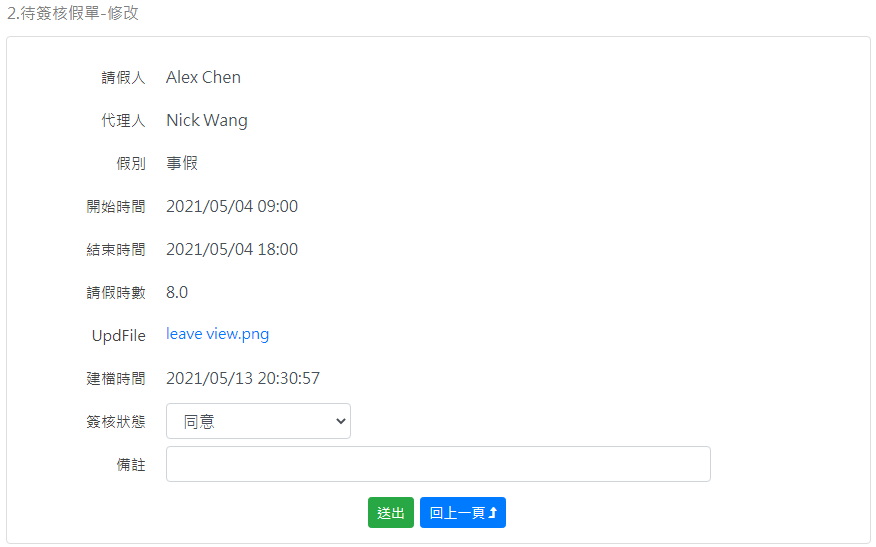 2.待簽核假單-修改
請假人 Alex Chen
代理人 Nick Wang
假別 事假
開始時間 2021/05/04 09:00
結束時間 2021/05/04 18:00
請假時數 8.0
UpdFile leave view.png
建檔時間 2021/05/13 20:30:57
簽核狀態 同意
備註
送出 回上一頁